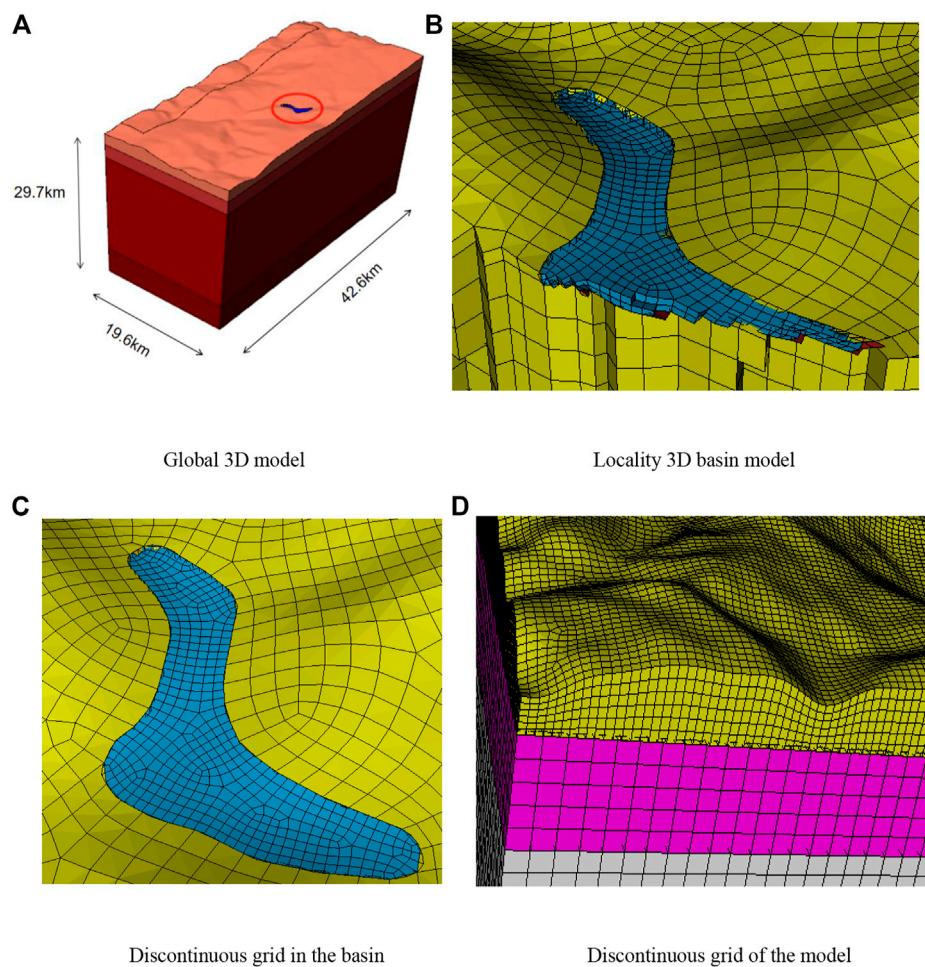 A
B
29.7km
19.6km
42.6km
Global 3D model
Locality 3D basin model
C
D
Discontinuous grid in the basin
Discontinuous grid of the model